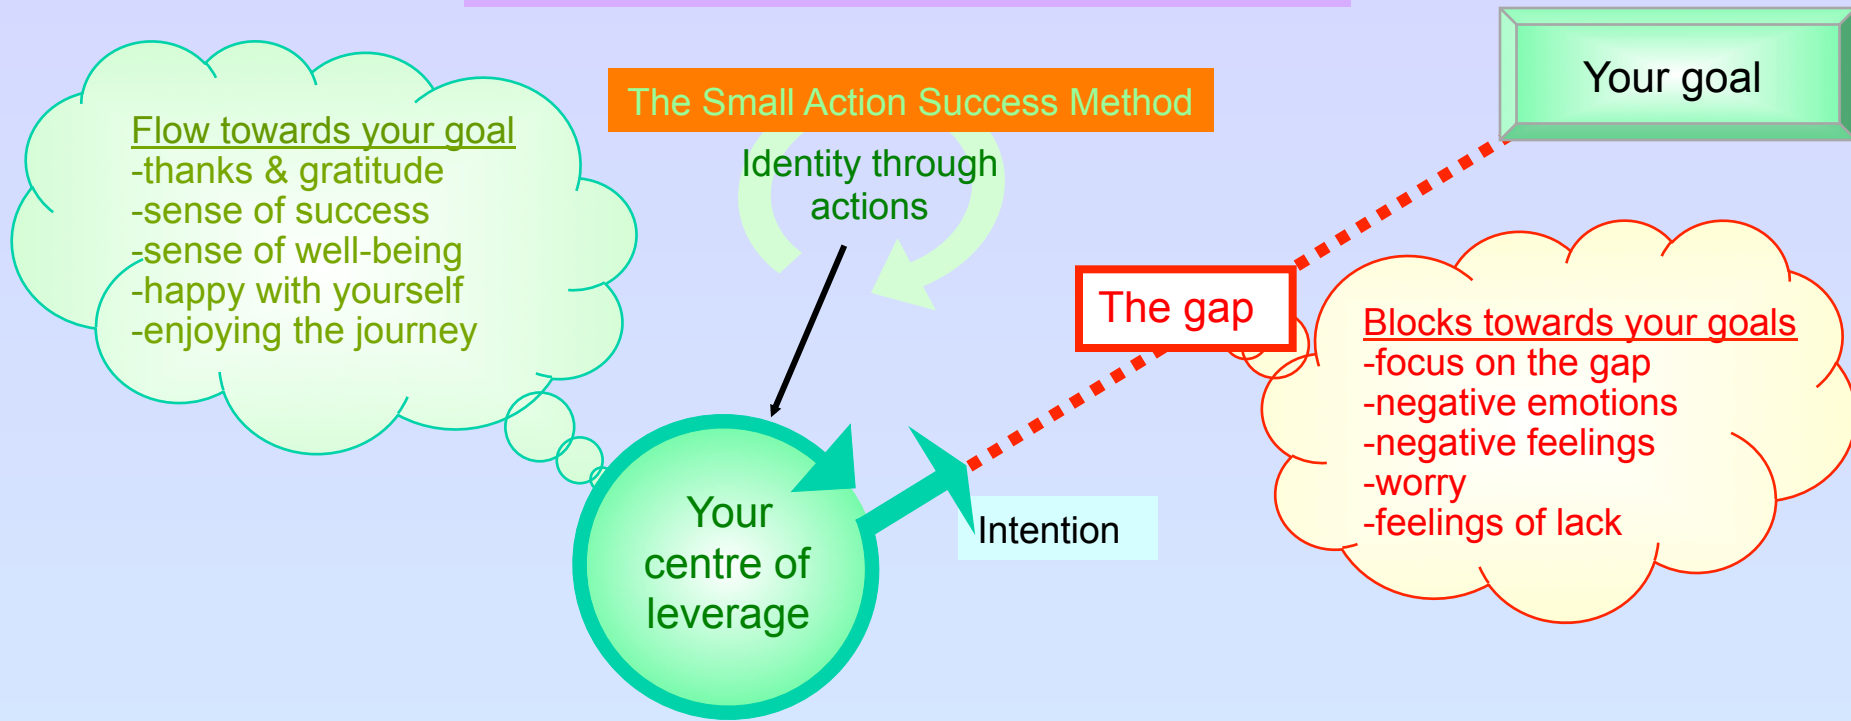 The Small Action Success Method
Your goal
Flow towards your goal
-thanks & gratitude
-sense of success
-sense of well-being
-happy with yourself
-enjoying the journey
Identity through
actions
The gap
Blocks towards your goals
-focus on the gap
-negative emotions
-negative feelings
-worry
-feelings of lack
Your
centre of
leverage
Intention